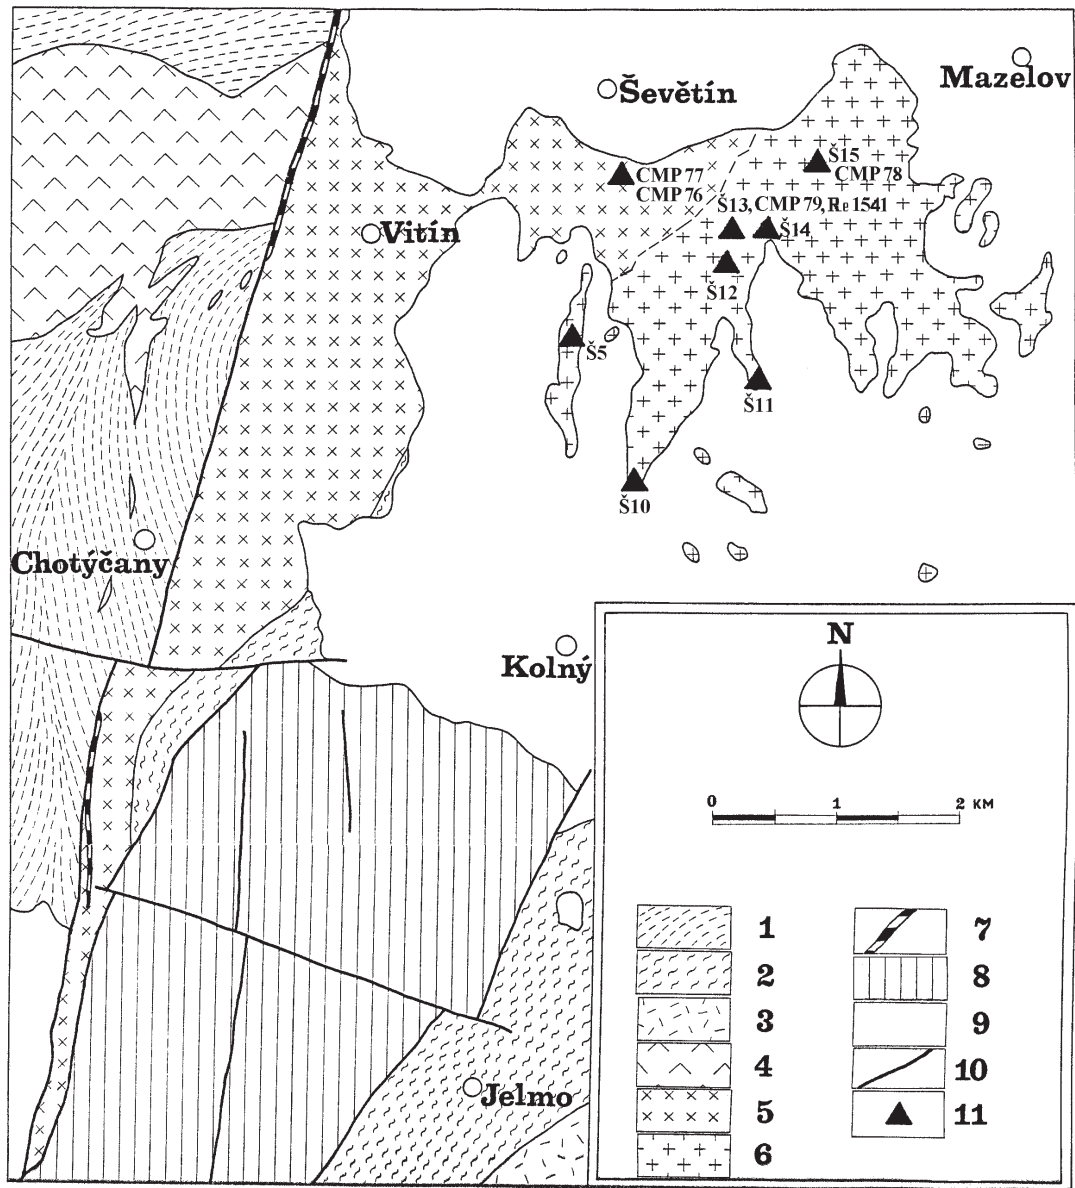 Mazelov
Ševětín
Š15
CMP 78
CMP 77
CMP 76
Š13, CMP 79, Re 1541
Š14
Vitín
Š12
Š5
Š11
Š10
Chotýčany
Kolný
N
0 1 2 KM
1 7
2 8
3 9
4 10
5 11
6
Jelmo